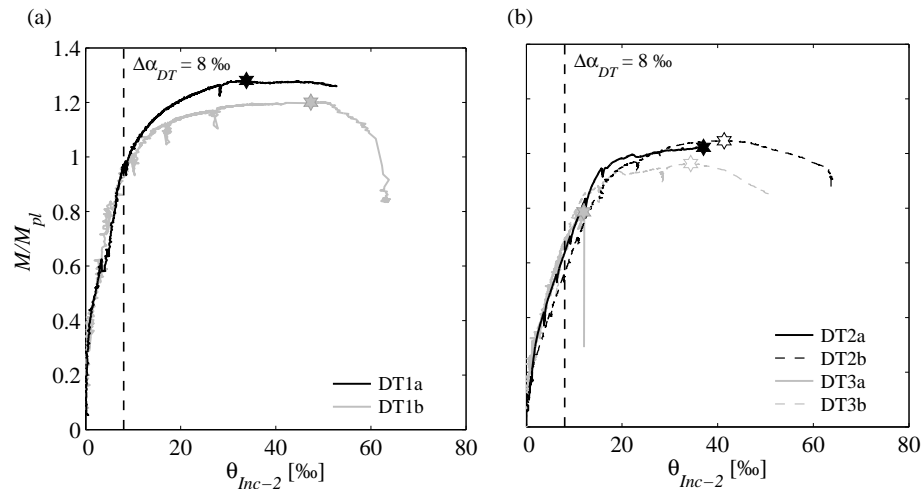 (a)
1.4
1.2
1
0.8
0.6
0.4
0.2
0
M/M_pl
Δα_DT = 8 ‰
DT1a
DT1b
0 20 40 60 80
θ_Inc−2 [‰]
(b)
Δα_DT = 8 ‰
DT2a
DT2b
DT3a
DT3b
0 20 40 60 80
θ_Inc−2 [‰]